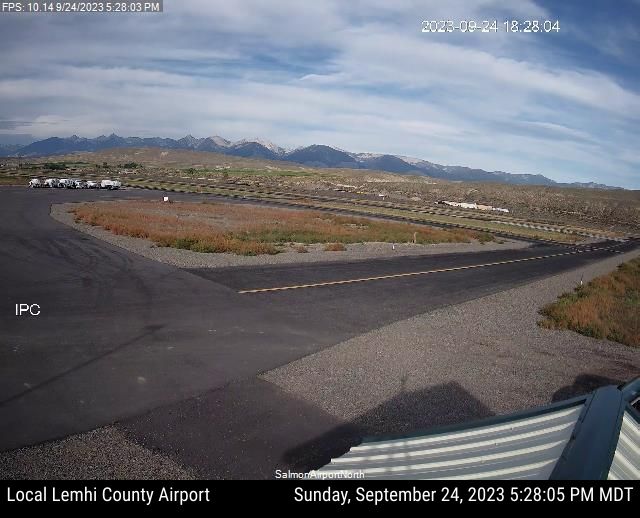 FPS: 10.14 9/24/2023 5:28:03 PM
2023-09-24 18:28:04
IPC
SalmonAirportNorth
Local Lemhi County Airport
Sunday, September 24, 2023 5:28:05 PM MDT